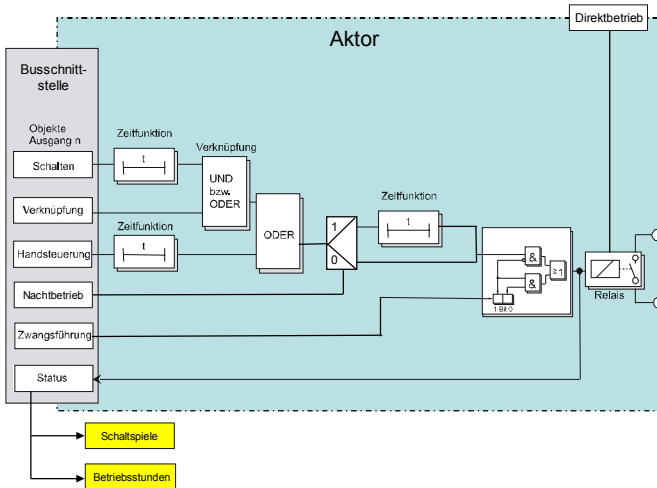 Direktbetrieb
Aktor
Busschnitt-
stelle
Objekte
Ausgang n
Zeitfunktion
Verknüpfung
Schalten
t
UND
bzw.
ODER
Verknüpfung
Zeitfunktion
ODER
Zeitfunktion
1
t
0
Handsteuerung
t
&
&
≥1
1 Bit 0
Relais
Nachtbetrieb
Zwangsführung
Status
Schaltspiele
Betriebsstunden